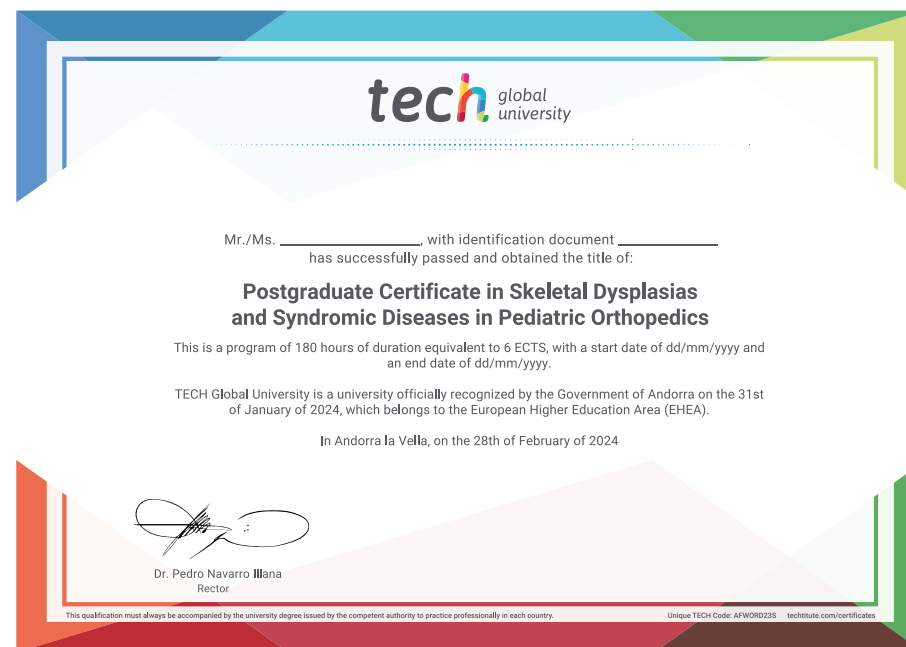 tech global university
Mr./Ms. ____________, with identification document ____________
has successfully passed and obtained the title of:
Postgraduate Certificate in Skeletal Dysplasias
and Syndromic Diseases in Pediatric Orthopedics
This is a program of 180 hours of duration equivalent to 6 ECTS, with a start date of dd/mm/yyyy and
an end date of dd/mm/yyyy.
TECH Global University is a university officially recognized by the Government of Andorra on the 31st
of January of 2024, which belongs to the European Higher Education Area (EHEA).
In Andorra la Vella, on the 28th of February of 2024
Dr. Pedro Navarro Illana
Rector
This qualification must always be accompanied by the university degree issued by the competent authority to practice professionally in each country. Unique TECH Code: AFWORD23S techtitute.com/certificates